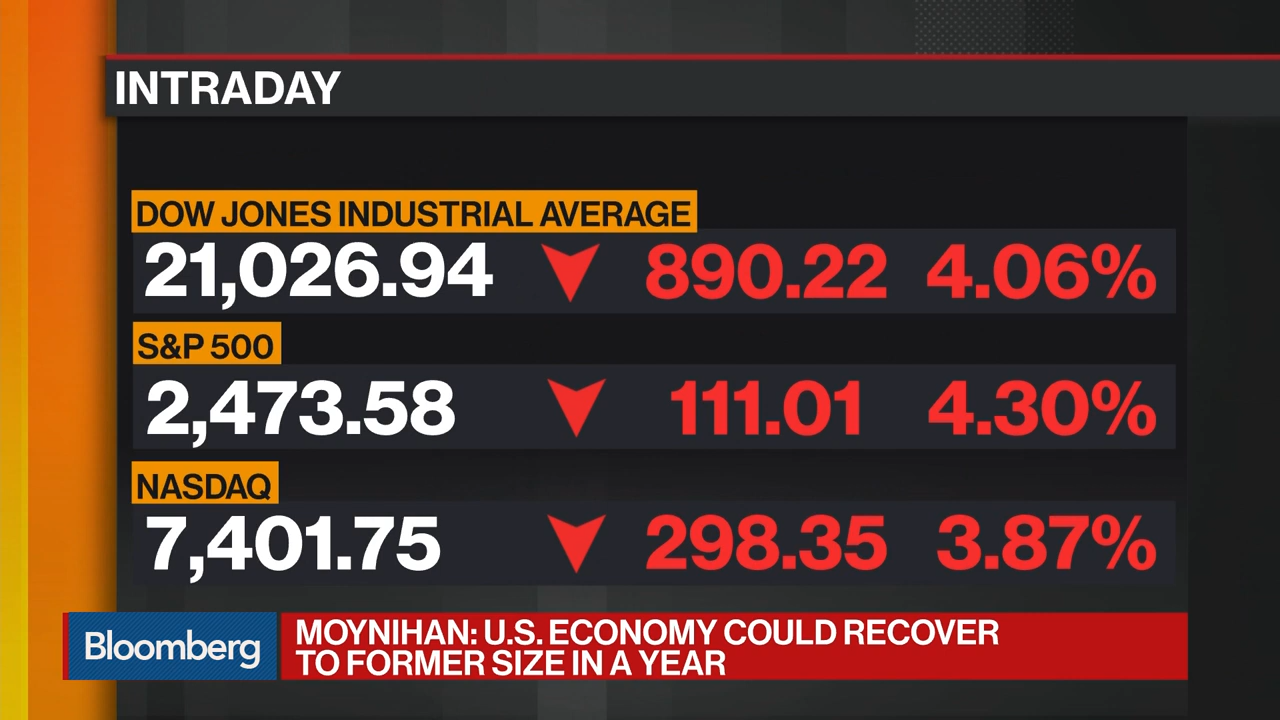 INTRADAY
DOW JONES INDUSTRIAL AVERAGE
21,026.94 890.22 4.06%
S&P 500
2,473.58 111.01 4.30%
NASDAQ
7,401.75 298.35 3.87%
Bloomberg
MOYNIHAN: U.S. ECONOMY COULD RECOVER
TO FORMER SIZE IN A YEAR